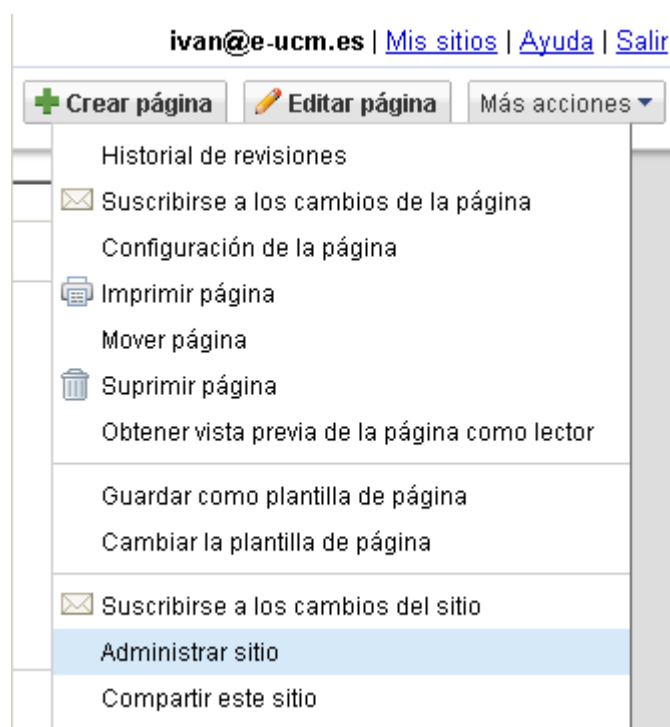 ivan@e-ucm.es | Mis sitios | Ayuda | Salir
Crear página Editar página Más acciones
Historial de revisiones
Suscribirse a los cambios de la página
Configuración de la página
Imprimir página
Mover página
Suprimir página
Obtener vista previa de la página como lector
Guardar como plantilla de página
Cambiar la plantilla de página
Suscribirse a los cambios del sitio
Administrar sitio
Compartir este sitio